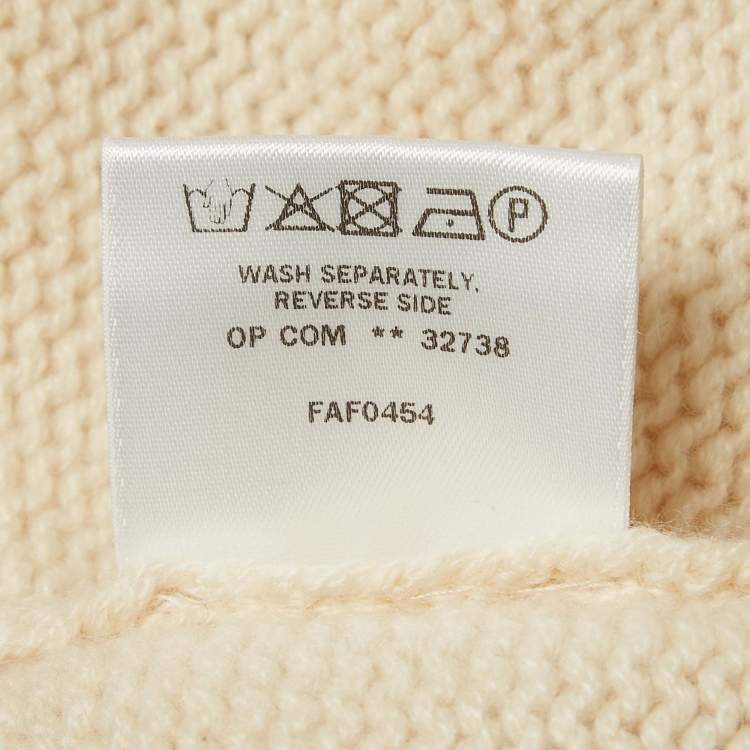 P
WASH SEPARATELY,
REVERSE SIDE
OP COM ** 32738
FAF0454